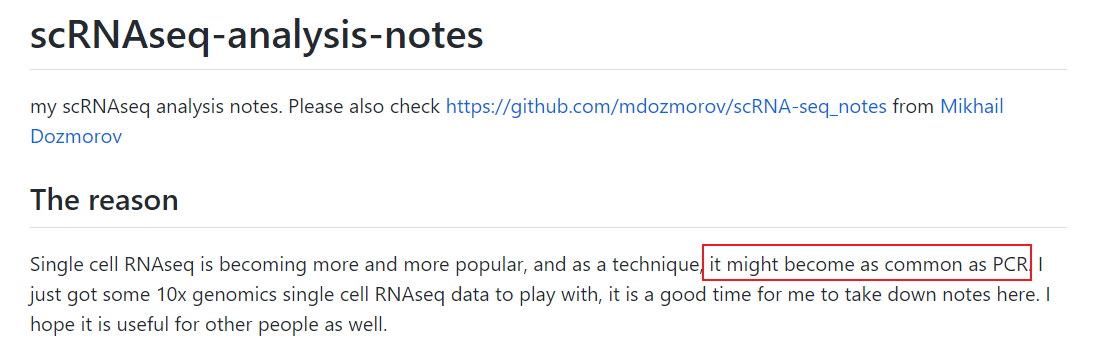 scRNAseq-analysis-notes
my scRNAseq analysis notes. Please also check https://github.com/mdozmorov/scRNA-seq_notes from Mikhail
Dozmorov
The reason
Single cell RNAseq is becoming more and more popular, and as a technique, it might become as common as PCR. I
just got some 10x genomics single cell RNAseq data to play with, it is a good time for me to take down notes here. I
hope it is useful for other people as well.